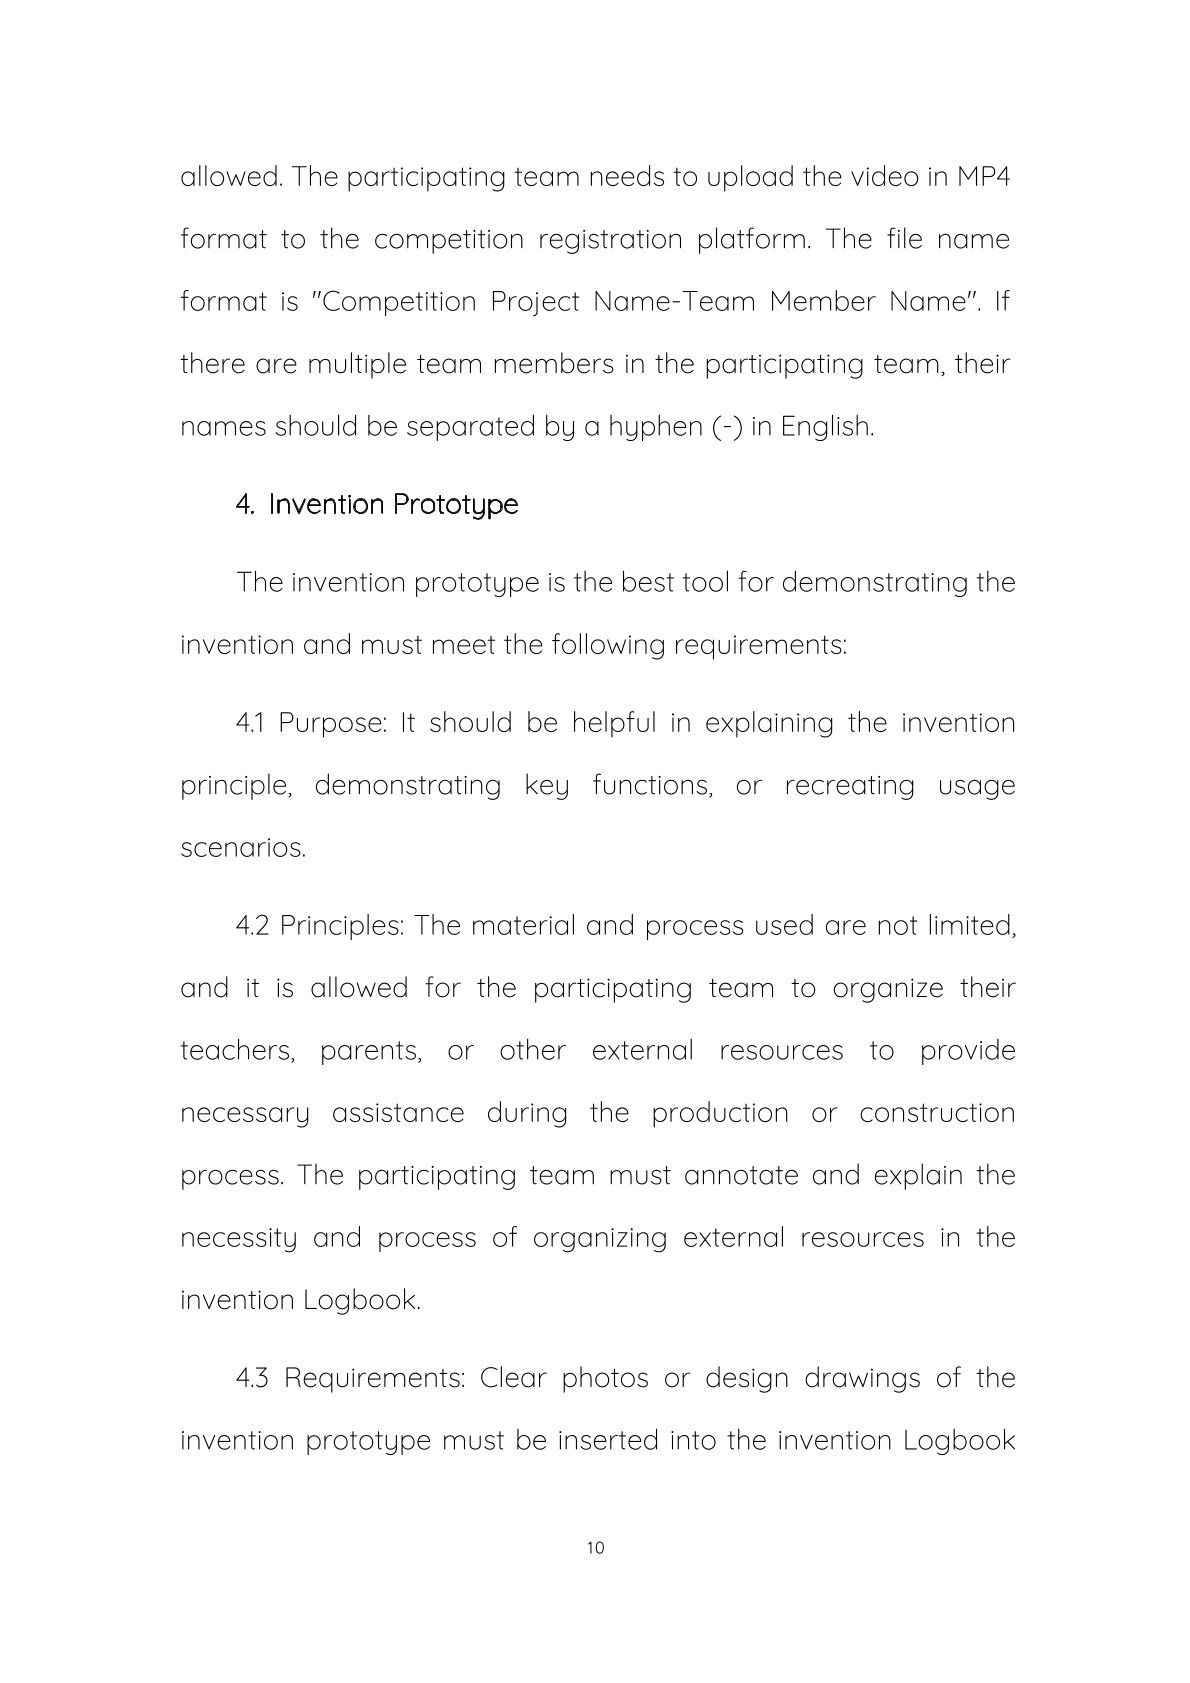 allowed. The participating team needs to upload the video in MP4
format to the competition registration platform. The file name
format is "Competition Project Name-Team Member Name". If
there are multiple team members in the participating team, their
names should be separated by a hyphen (-) in English.
4. Invention Prototype
The invention prototype is the best tool for demonstrating the
invention and must meet the following requirements:
4.1 Purpose: It should be helpful in explaining the invention
principle, demonstrating key functions, or recreating usage
scenarios.
4.2 Principles: The material and process used are not limited,
and it is allowed for the participating team to organize their
teachers, parents, or other external resources to provide
necessary assistance during the production or construction
process. The participating team must annotate and explain the
necessity and process of organizing external resources in the
invention Logbook.
4.3 Requirements: Clear photos or design drawings of the
invention prototype must be inserted into the invention Logbook
10